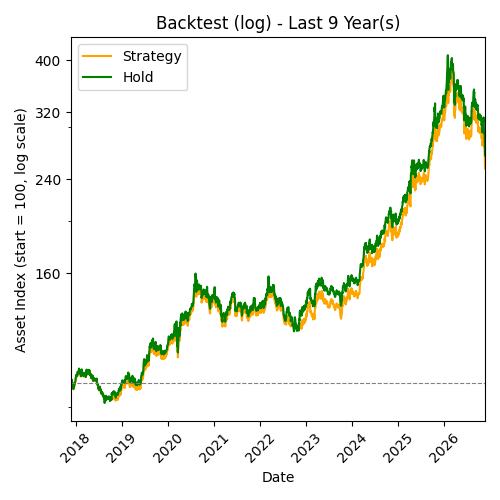 Backtest (log) - Last 9 Year(s)
Strategy
Hold
Asset Index (start = 100, log scale)
400
320
240
160
2018
2019
2020
2021
2022
2023
2024
2025
2026
Date